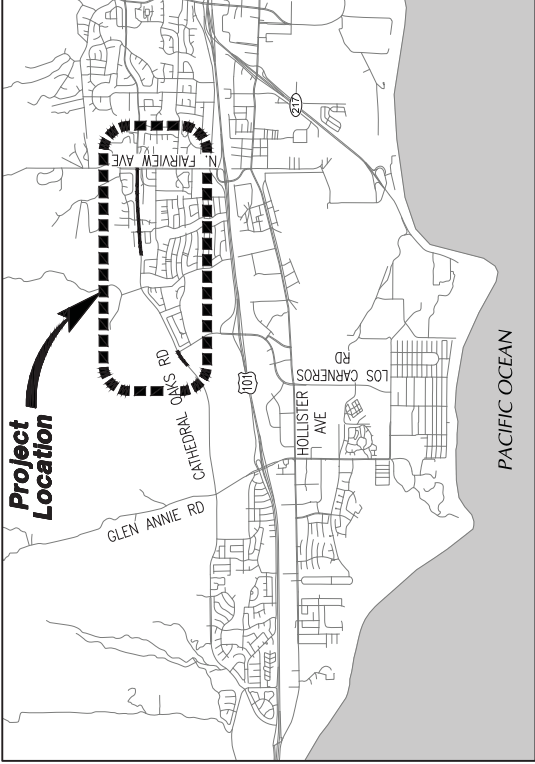 Project
Location
N. FAIRVIEW AVE
217
CATHEDRAL OAKS RD
101
LOS CARNEROS
RD
HOLLISTER
AVE
GLEN ANNIE RD
PACIFIC OCEAN